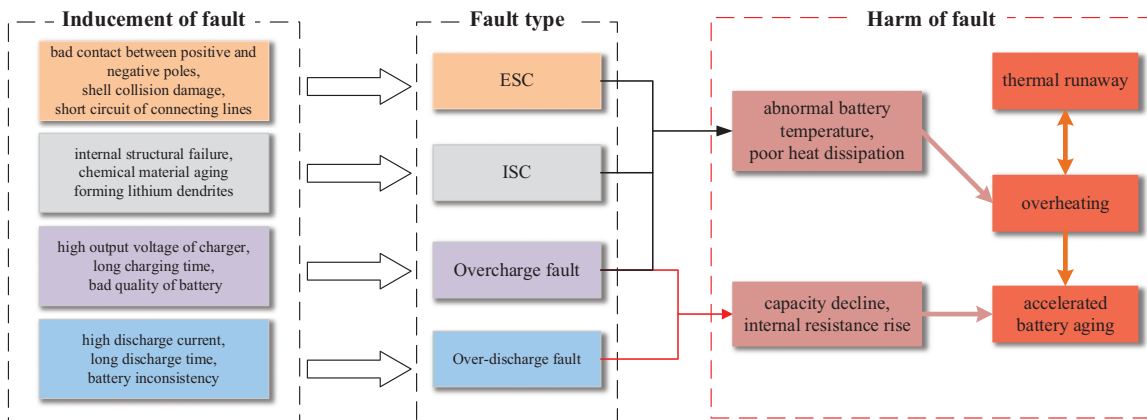 Inducement of fault
bad contact between positive and
negative poles,
shell collision damage,
short circuit of connecting lines
internal structural failure,
chemical material aging
forming lithium dendrites
high output voltage of charger,
long charging time,
bad quality of battery
high discharge current,
long discharge time,
battery inconsistency
Fault type
ESC
ISC
Overcharge fault
Over-discharge fault
Harm of fault
abnormal battery
temperature,
poor heat dissipation
capacity decline,
internal resistance rise
thermal runaway
overheating
accelerated
battery aging